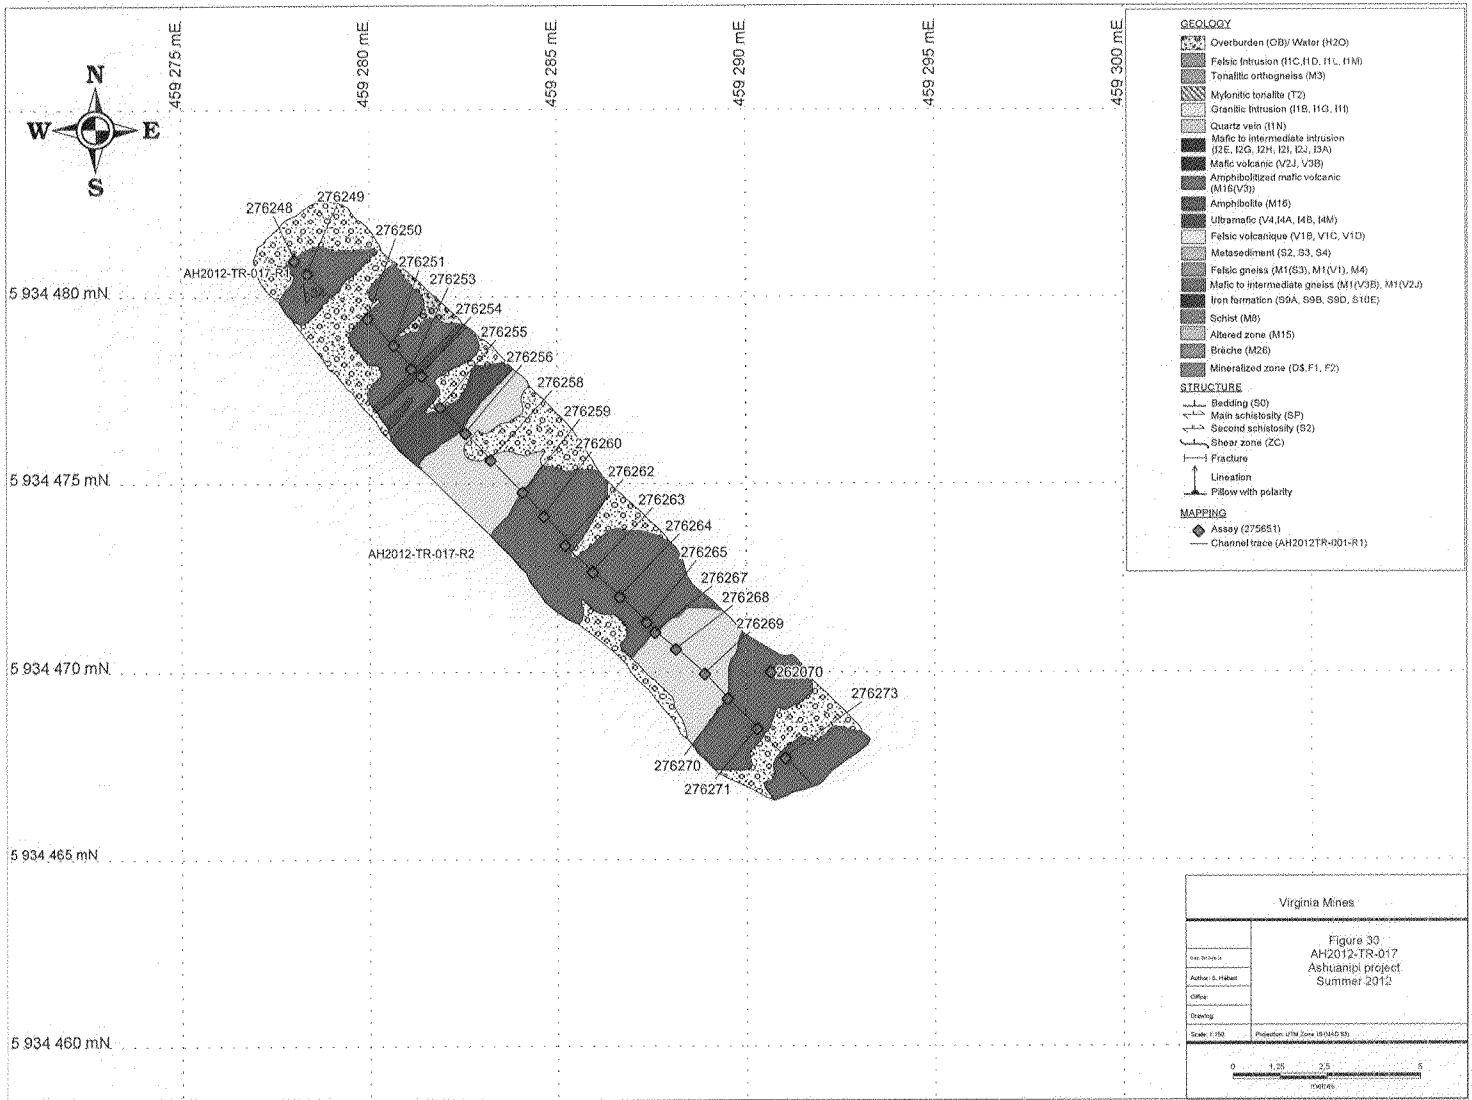 459 275 mE
459 280 mE
459 285 mE
459 290 mE
459 295 mE
459 300 mE
N
W
E
S
5 934 480 mN
5 934 475 mN
5 934 470 mN
5 934 465 mN
5 934 460 mN
276248
276249
276250
276251
276253
276254
276255
276256
276258
276259
276260
276262
276263
276264
276265
276267
276268
276269
262070
276273
276270
276271
AH2012-TR-017-R1
AH2012-TR-017-R2
GEOLOGY
Overburden (OB)/ Water (H2O)
Felsic Intrusion (I1C,I1D, I1L, I1M)
Tonalitic orthogneiss (M3)
Mylonitic tonalite (T2)
Granitic Intrusion (I1B, I1G, I1I)
Quartz vein (I1N)
Mafic to intermediate intrusion
(I2E, I2G, I2H, I2I, I2J, I3A)
Mafic volcanic (V2J, V3B)
Amphibolitized mafic volcanic
(M16(V3))
Amphibolite (M16)
Ultramafic (V4,I4A, I4B, I4M)
Felsic volcanique (V1B, V1C, V1D)
Metasediment (S2, S3, S4)
Felsic gneiss (M1(S3), M1(V1), M4)
Mafic to intermediate gneiss (M1(V3B), M1(V2J)
Iron formation (S9A, S9B, S9D, S10E)
Schist (M8)
Altered zone (M15)
Brèche (M26)
Mineralized zone (D$,F1, F2)
STRUCTURE
Bedding (S0)
Main schistosity (SP)
Second schistosity (S2)
Shear zone (ZC)
Fracture
Lineation
Pillow with polarity
MAPPING
Assay (275651)
Channel trace (AH2012TR-001-R1)
Virginia Mines
Figure 30
AH2012-TR-017
Ashuanipi project
Summer 2012
Author: S. Hébert
Office:
Drawing:
Scale: 1:150
Projection: UTM Zone 19 (NAD 83)
0 1,25 2,5 5
metres